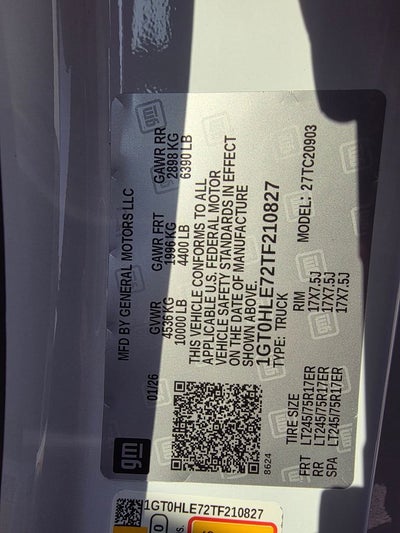 gm
MFD BY GENERAL MOTORS LLC
01/26 GVWR GAWR FRT GAWR RR
4536 KG 1996 KG 2898 KG
10000 LB 4400 LB 6390 LB
THIS VEHICLE CONFORMS TO ALL
APPLICABLE U.S. FEDERAL MOTOR
VEHICLE SAFETY STANDARDS IN EFFECT
ON THE DATE OF MANUFACTURE
SHOWN ABOVE.
1GT0HLE72TF210827
TYPE: TRUCK MODEL: 27TC20903
8624
TIRE SIZE RIM
FRT LT245/75R17ER 17X7.5J
RR LT245/75R17ER 17X7.5J
SPA LT245/75R17ER 17X7.5J
1GT0HLE72TF210827